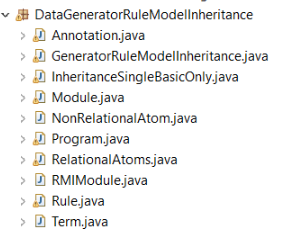 DataGeneratorRuleModelInheritance
Annotation.java
GeneratorRuleModelInheritance.java
InheritanceSingleBasicOnly.java
Module.java
NonRelationalAtom.java
Program.java
RelationalAtoms.java
RMIModule.java
Rule.java
Term.java